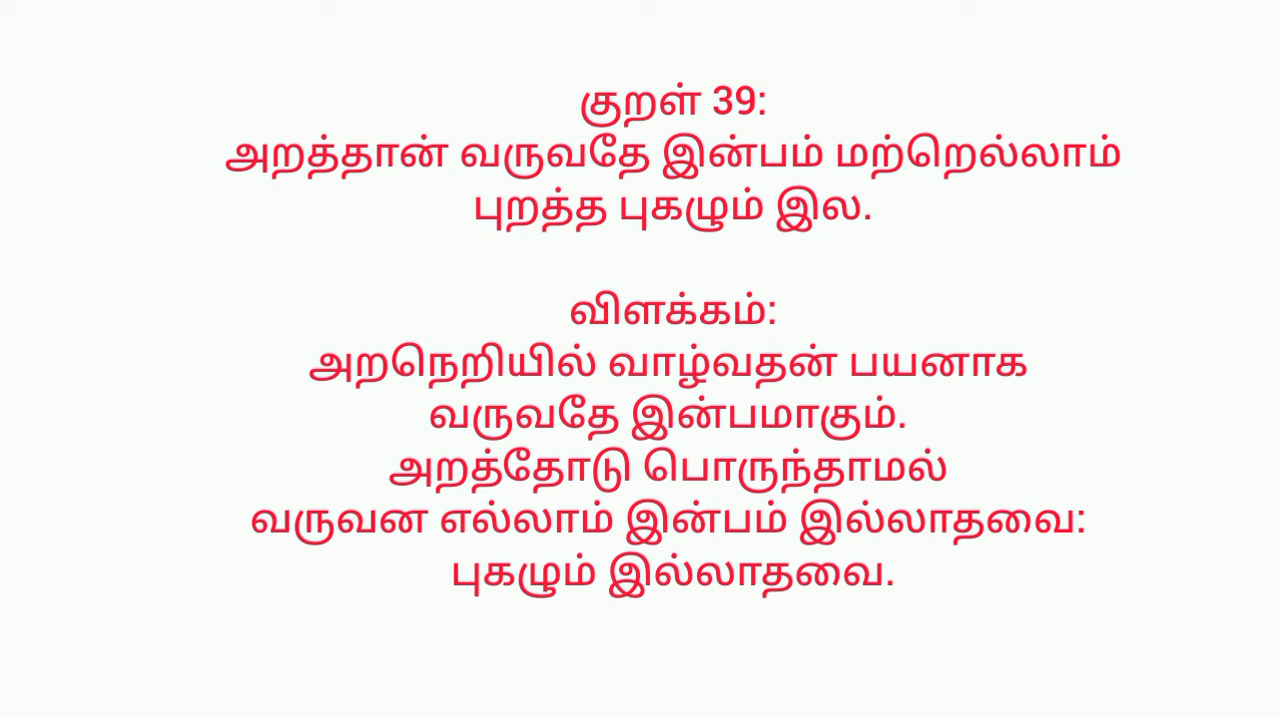 குறள் 39:
அறத்தான் வருவதே இன்பம் மற்றெல்லாம்
புறத்த புகழும் இல.
விளக்கம்:
அறநெறியில் வாழ்வதன் பயனாக
வருவதே இன்பமாகும்.
அறத்தோடு பொருந்தாமல்
வருவன எல்லாம் இன்பம் இல்லாதவை:
புகழும் இல்லாதவை.